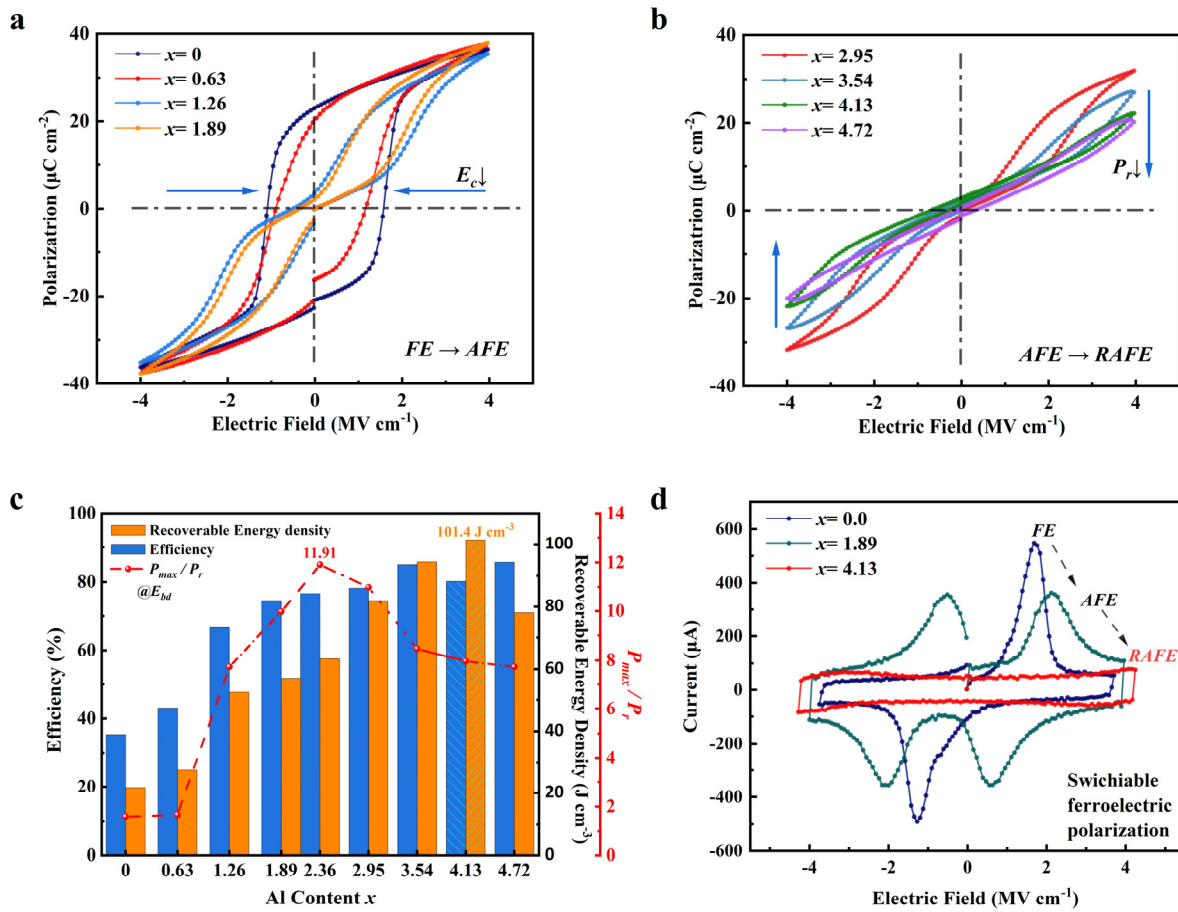 a
40
20
0
-20
-40
Polarizatrion (μC cm⁻²)
x= 0
x= 0.63
x= 1.26
x= 1.89
E_c↓
FE → AFE
-4 -2 0 2 4
Electric Field (MV cm⁻¹)
b
40
20
0
-20
-40
Polarizatrion (μC cm⁻²)
x= 2.95
x= 3.54
x= 4.13
x= 4.72
P_r↓
AFE → RAFE
-4 -2 0 2 4
Electric Field (MV cm⁻¹)
c
100
80
60
40
20
0
Efficiency (%)
Recoverable Energy density
Efficiency
P_max / P_r
@E_bd
11.91
101.4 J cm⁻³
100
80
60
40
20
0
Recoverable Energy Density (J cm⁻³)
14
12
10
8
6
4
2
0
P_max / P_r
0 0.63 1.26 1.89 2.36 2.95 3.54 4.13 4.72
Al Content x
d
600
400
200
0
-200
-400
-600
Current (μA)
x= 0.0
x= 1.89
x= 4.13
FE
AFE
RAFE
Swichiable
ferroelectric
polarization
-4 -2 0 2 4
Electric Field (MV cm⁻¹)